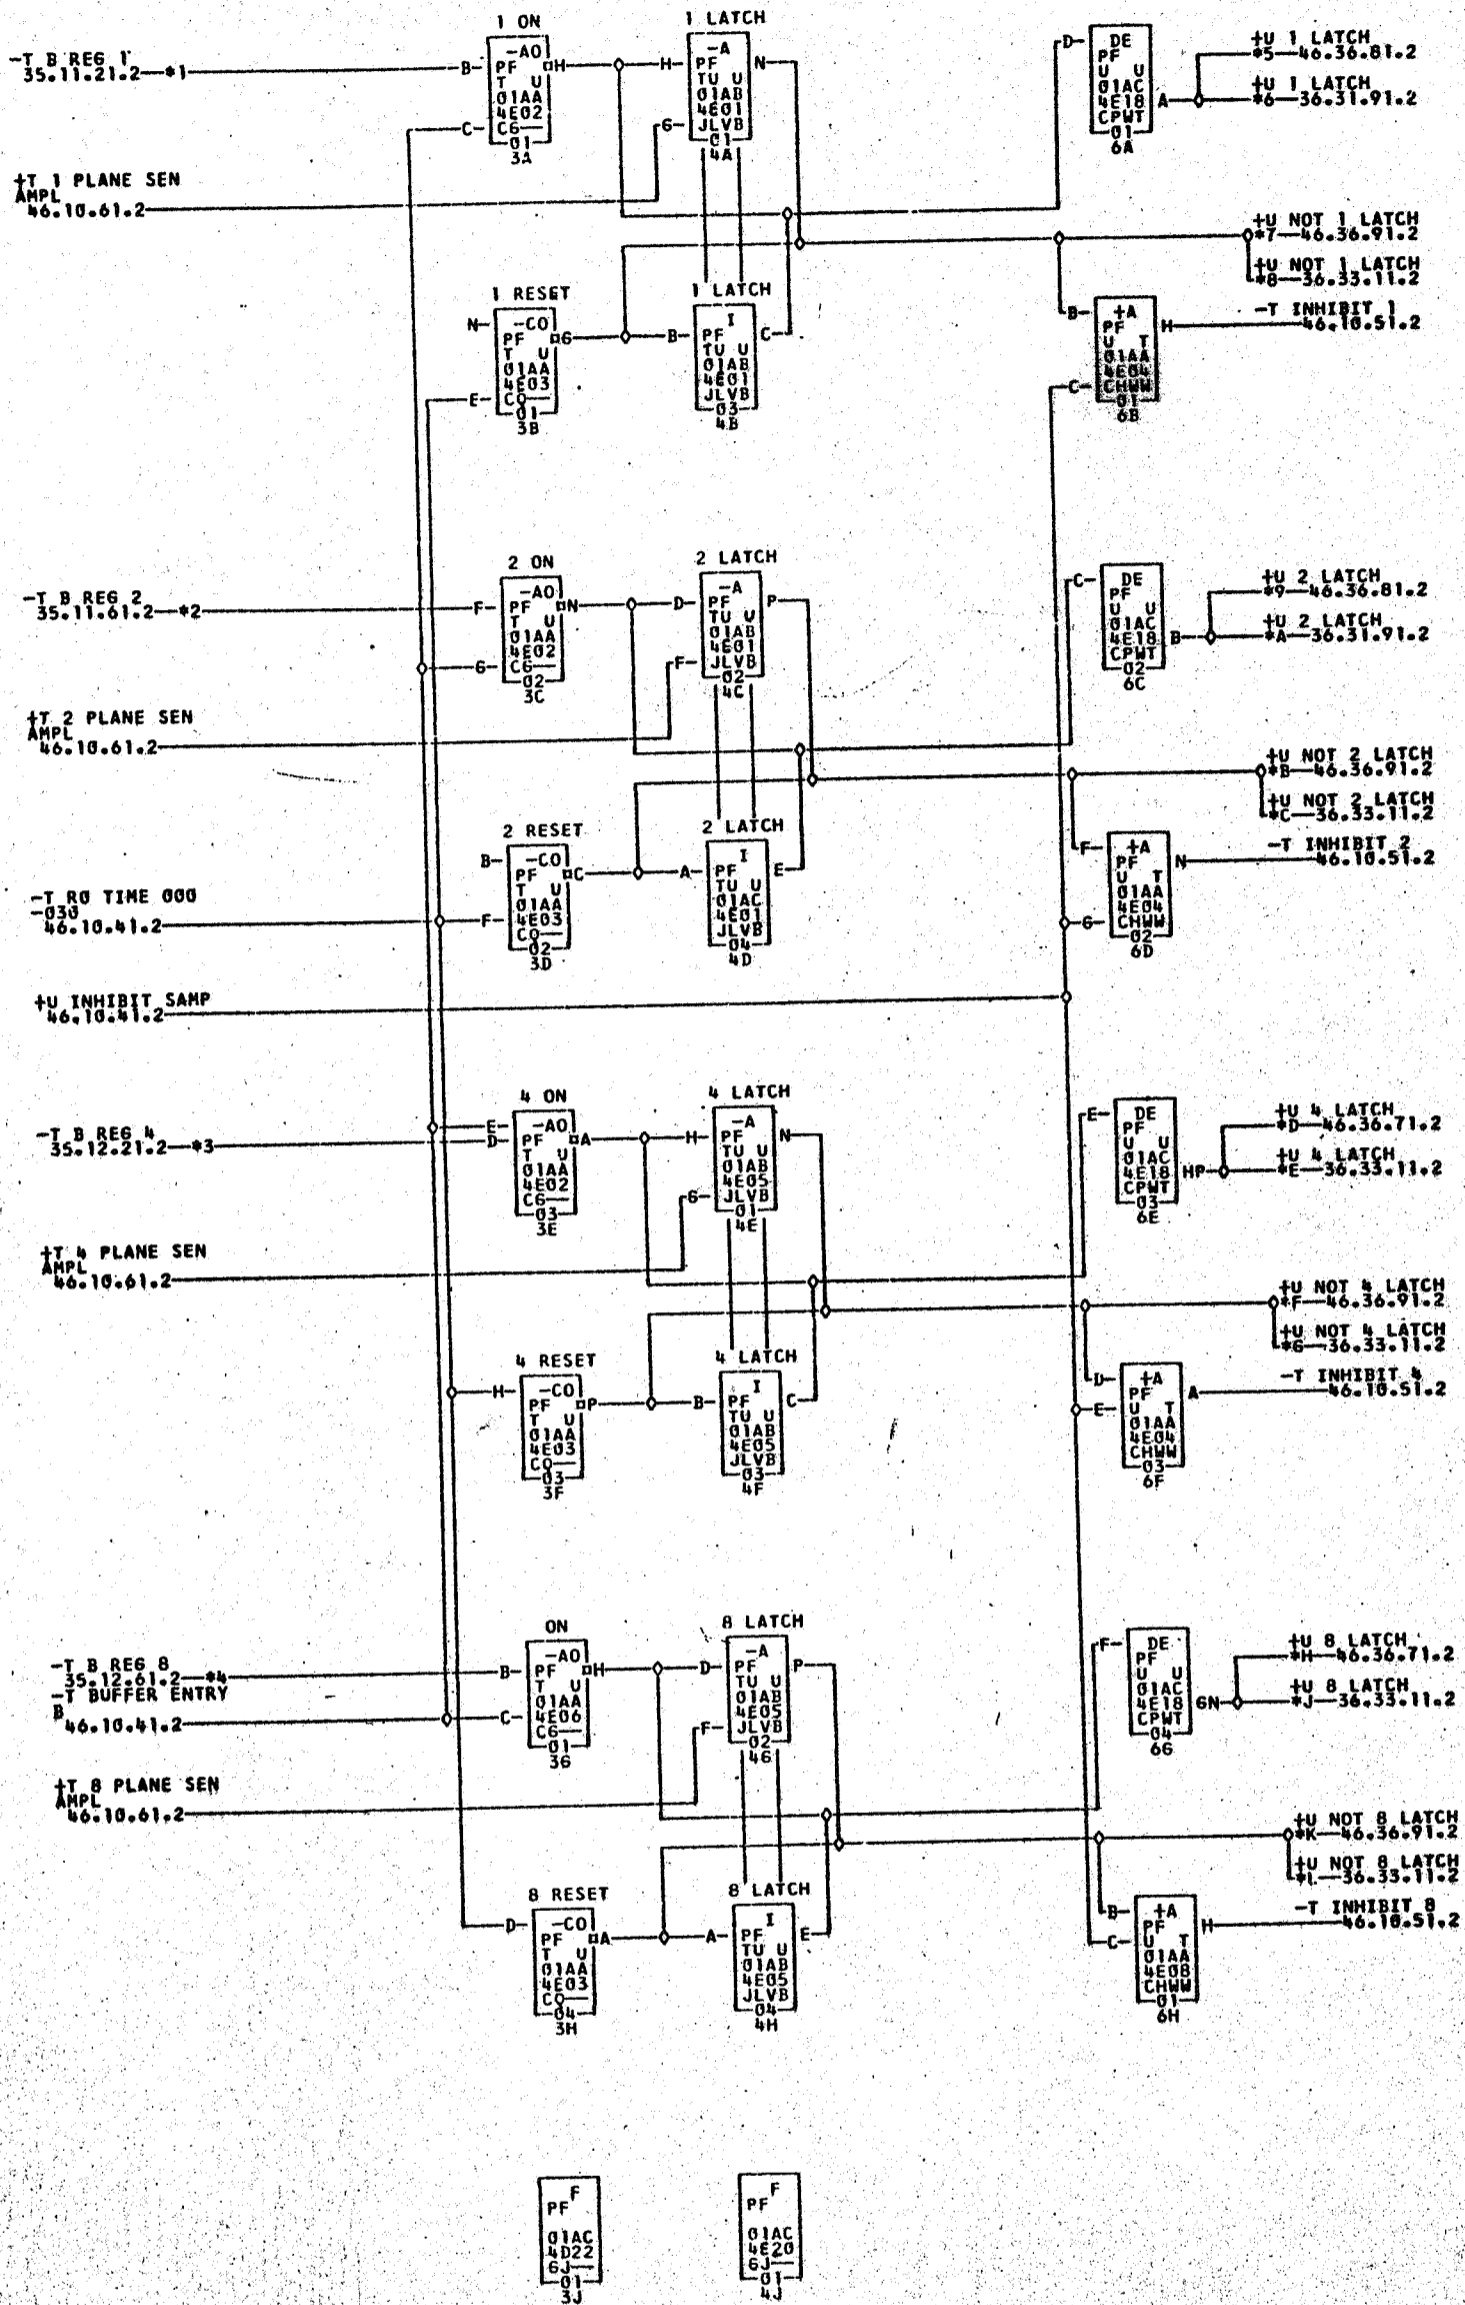 1 ON
1 LATCH
-T B REG 1
35.11.21.2—*1
B
-AO
PF
H
T U
01AA
4E02
CG
01
3A
C
H
-A
PF
N
TU U
01AB
4E01
JLVB
01
4A
G
D
DE
PF
U U
01AC
4E18
A
CPWT
01
6A
+U 1 LATCH
*5—46.36.81.2
+U 1 LATCH
*6—36.31.91.2
+T 1 PLANE SEN
AMPL
46.10.61.2
+U NOT 1 LATCH
*7—46.36.91.2
+U NOT 1 LATCH
*8—36.33.11.2
1 RESET
N
-CO
PF
G
T U
01AA
4E03
CQ
01
3B
E
1 LATCH
B
I
PF
C
TU U
01AB
4E01
JLVB
03
4B
B
+A
PF
H
U T
01AA
4E04
CHWW
01
6B
C
-T INHIBIT 1
46.10.51.2
2 ON
2 LATCH
-T B REG 2
35.11.61.2—*2
F
-AO
PF
N
T U
01AA
4E02
CG
02
3C
G
D
-A
PF
P
TU U
01AB
4E01
JLVB
02
4C
F
C
DE
PF
U U
01AC
4E18
B
CPWT
02
6C
+U 2 LATCH
*9—46.36.81.2
+U 2 LATCH
*A—36.31.91.2
+T 2 PLANE SEN
AMPL
46.10.61.2
+U NOT 2 LATCH
*B—46.36.91.2
+U NOT 2 LATCH
*C—36.33.11.2
2 RESET
B
-CO
PF
C
T U
01AA
4E03
CQ
02
3D
F
2 LATCH
A
I
PF
E
TU U
01AC
4E01
JLVB
04
4D
F
+A
PF
N
U T
01AA
4E04
CHWW
02
6D
G
-T INHIBIT 2
46.10.51.2
-T RO TIME 000
-030
46.10.41.2
+U INHIBIT SAMP
46.10.41.2
4 ON
4 LATCH
-T B REG 4
35.12.21.2—*3
E
D
-AO
PF
A
T U
01AA
4E02
CG
03
3E
H
-A
PF
N
TU U
01AB
4E05
JLVB
01
4E
G
E
DE
PF
U U
01AC
4E18
HP
CPWT
03
6E
+U 4 LATCH
*D—46.36.71.2
+U 4 LATCH
*E—36.33.11.2
+T 4 PLANE SEN
AMPL
46.10.61.2
+U NOT 4 LATCH
*F—46.36.91.2
+U NOT 4 LATCH
*G—36.33.11.2
4 RESET
H
-CO
PF
P
T U
01AA
4E03
CQ
03
3F
4 LATCH
B
I
PF
C
TU U
01AB
4E05
JLVB
03
4F
D
E
+A
PF
A
U T
01AA
4E04
CHWW
03
6F
-T INHIBIT 4
46.10.51.2
ON
8 LATCH
-T B REG 8
35.12.61.2—*4
-T BUFFER ENTRY
B
46.10.41.2
B
C
-AO
PF
H
T U
01AA
4E06
CG
01
3G
D
-A
PF
P
TU U
01AB
4E05
JLVB
02
4G
F
F
DE
PF
U U
01AC
4E18
GN
CPWT
04
6G
+U 8 LATCH
*H—46.36.71.2
+U 8 LATCH
*J—36.33.11.2
+T 8 PLANE SEN
AMPL
46.10.61.2
+U NOT 8 LATCH
*K—46.36.91.2
+U NOT 8 LATCH
*L—36.33.11.2
8 RESET
D
-CO
PF
A
T U
01AA
4E03
CQ
04
3H
8 LATCH
A
I
PF
E
TU U
01AB
4E05
JLVB
04
4H
B
C
+A
PF
H
U T
01AA
4E08
CHWW
01
6H
-T INHIBIT 8
46.10.51.2
F
PF
01AC
4D22
6J
01
3J
F
PF
01AC
4E20
6J
01
4J